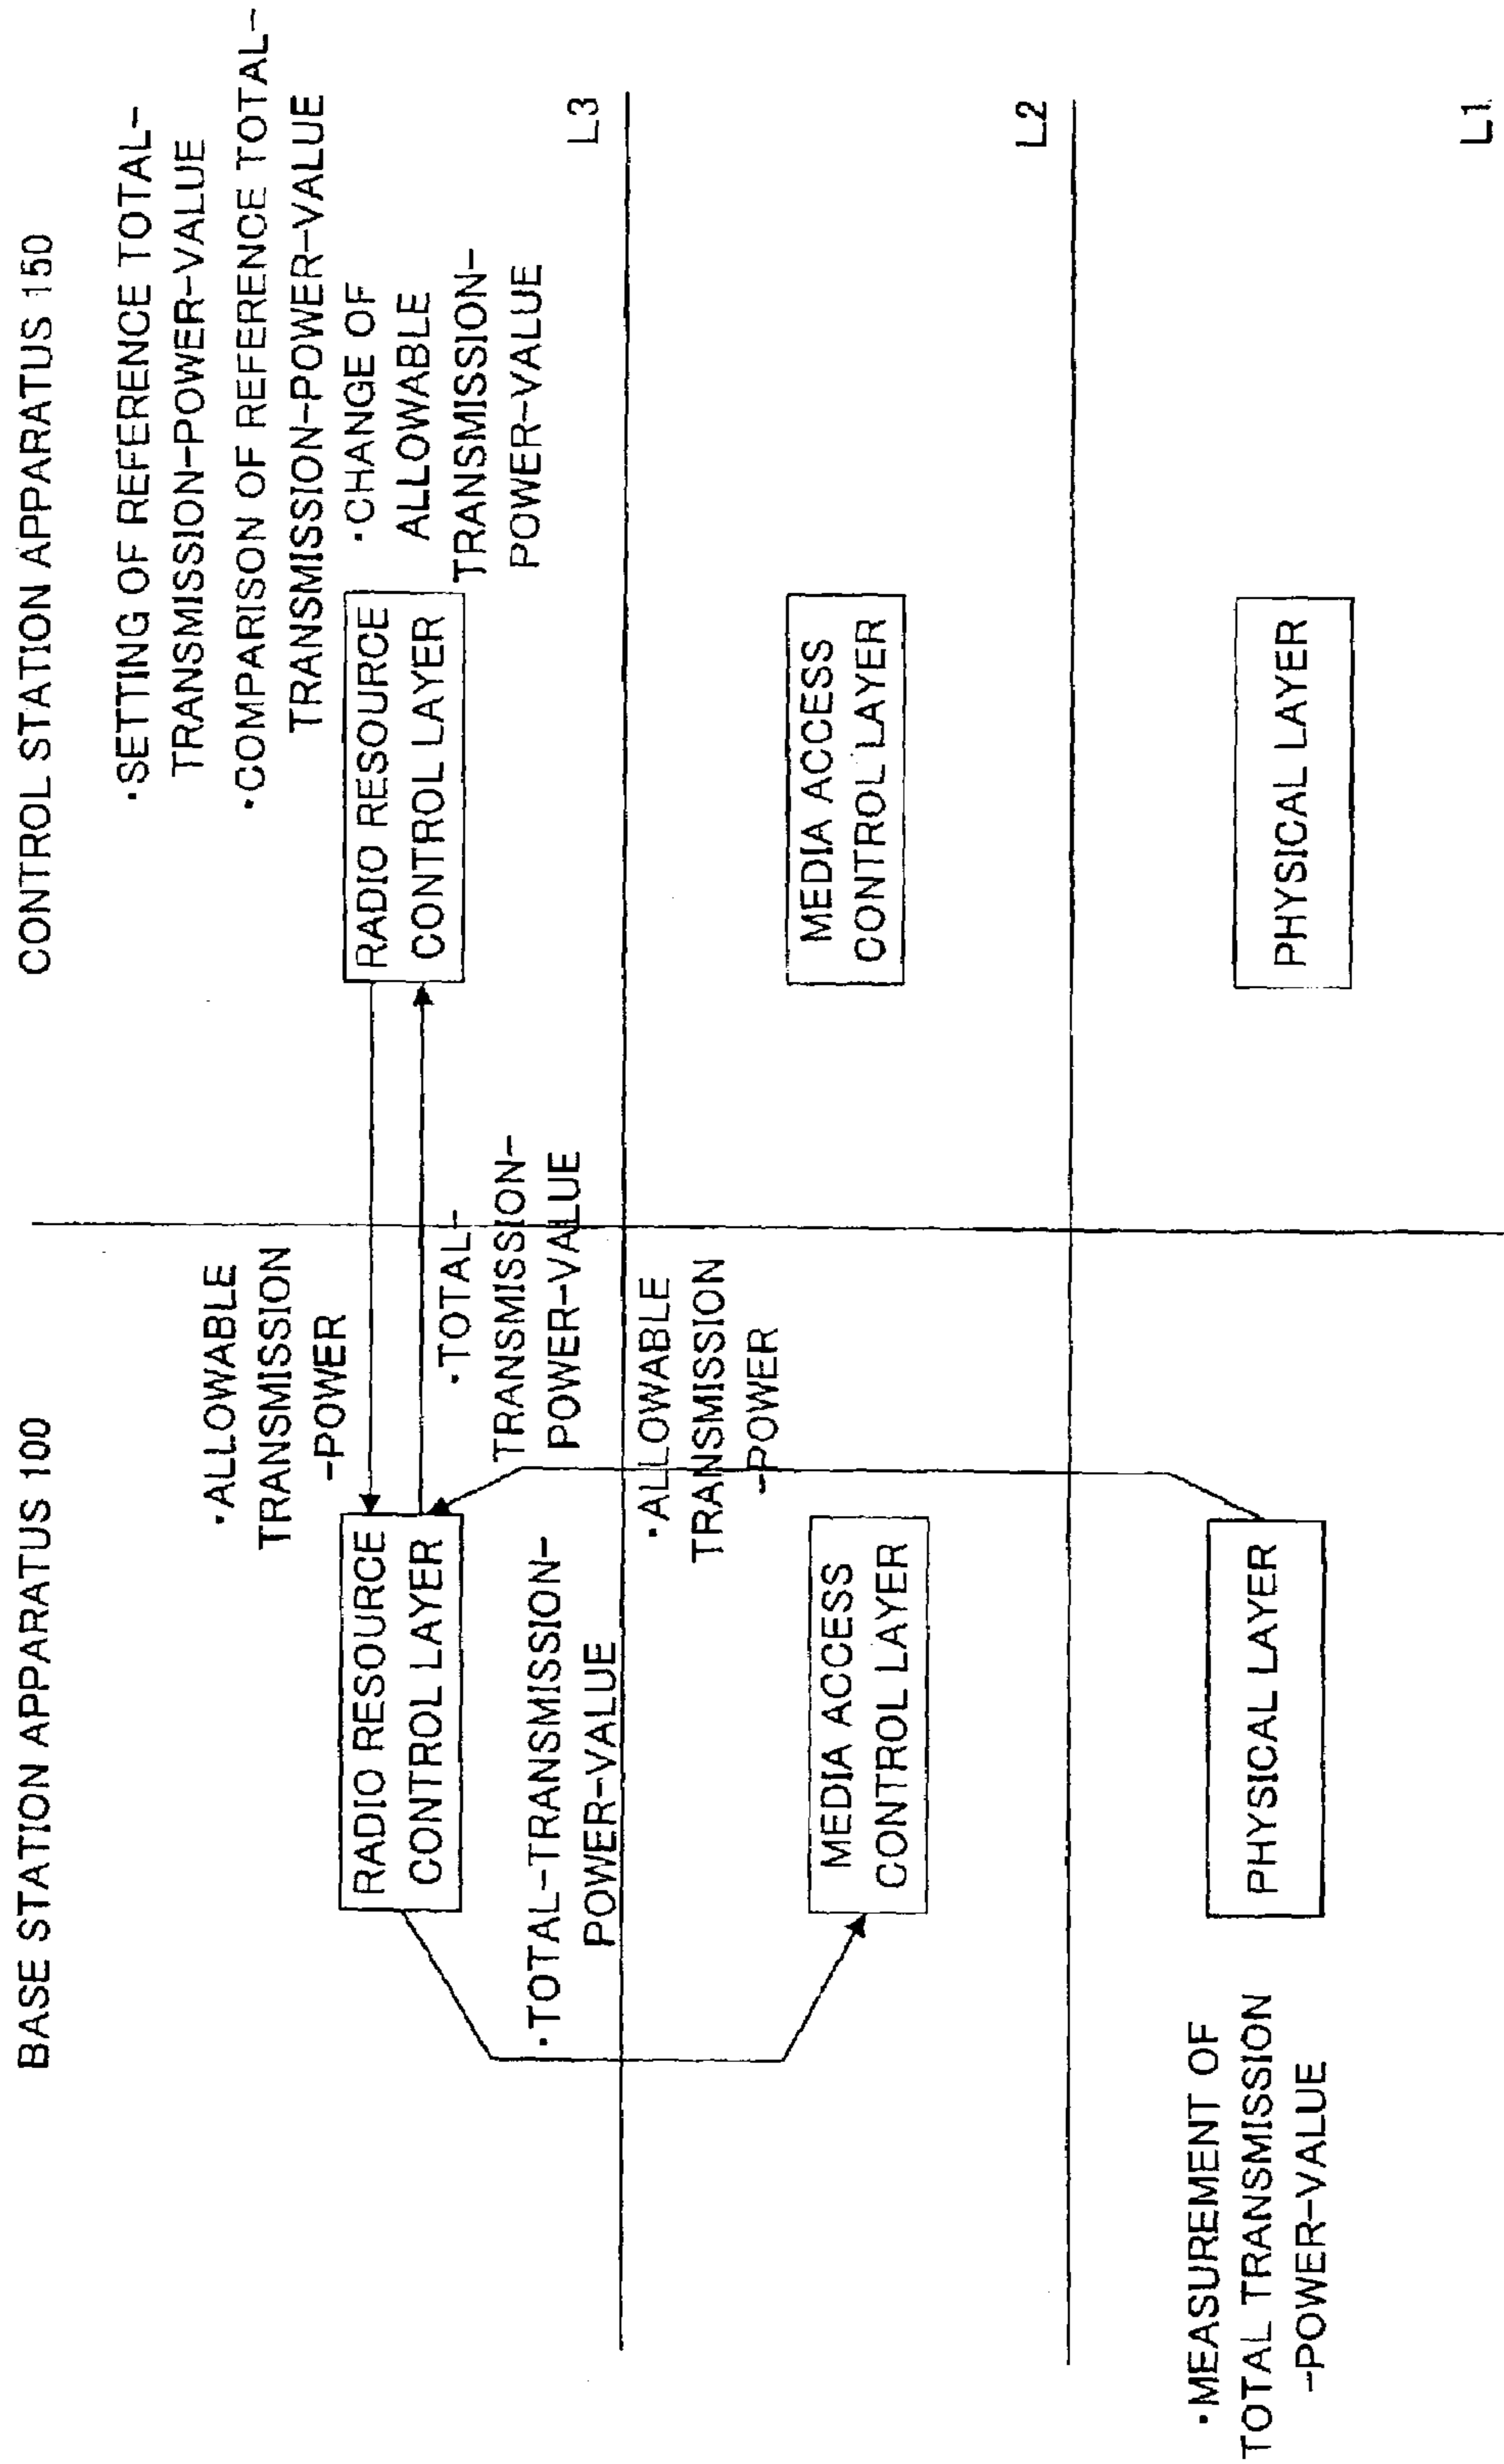 BASE STATION APPARATUS 100
CONTROL STATION APPARATUS 150
·SETTING OF REFERENCE TOTAL-
TRANSMISSION-POWER-VALUE
·COMPARISON OF REFERENCE TOTAL-
TRANSMISSION-POWER-VALUE
·CHANGE OF
ALLOWABLE
TRANSMISSION-
POWER-VALUE
·ALLOWABLE
TRANSMISSION
-POWER
RADIO RESOURCE
CONTROL LAYER
RADIO RESOURCE
CONTROL LAYER
·TOTAL-
TRANSMISSION-
POWER-VALUE
·TOTAL-TRANSMISSION-
POWER-VALUE
L3
·ALLOWABLE
TRANSMISSION
-POWER
MEDIA ACCESS
CONTROL LAYER
MEDIA ACCESS
CONTROL LAYER
L2
·MEASUREMENT OF
TOTAL TRANSMISSION
-POWER-VALUE
PHYSICAL LAYER
PHYSICAL LAYER
L1